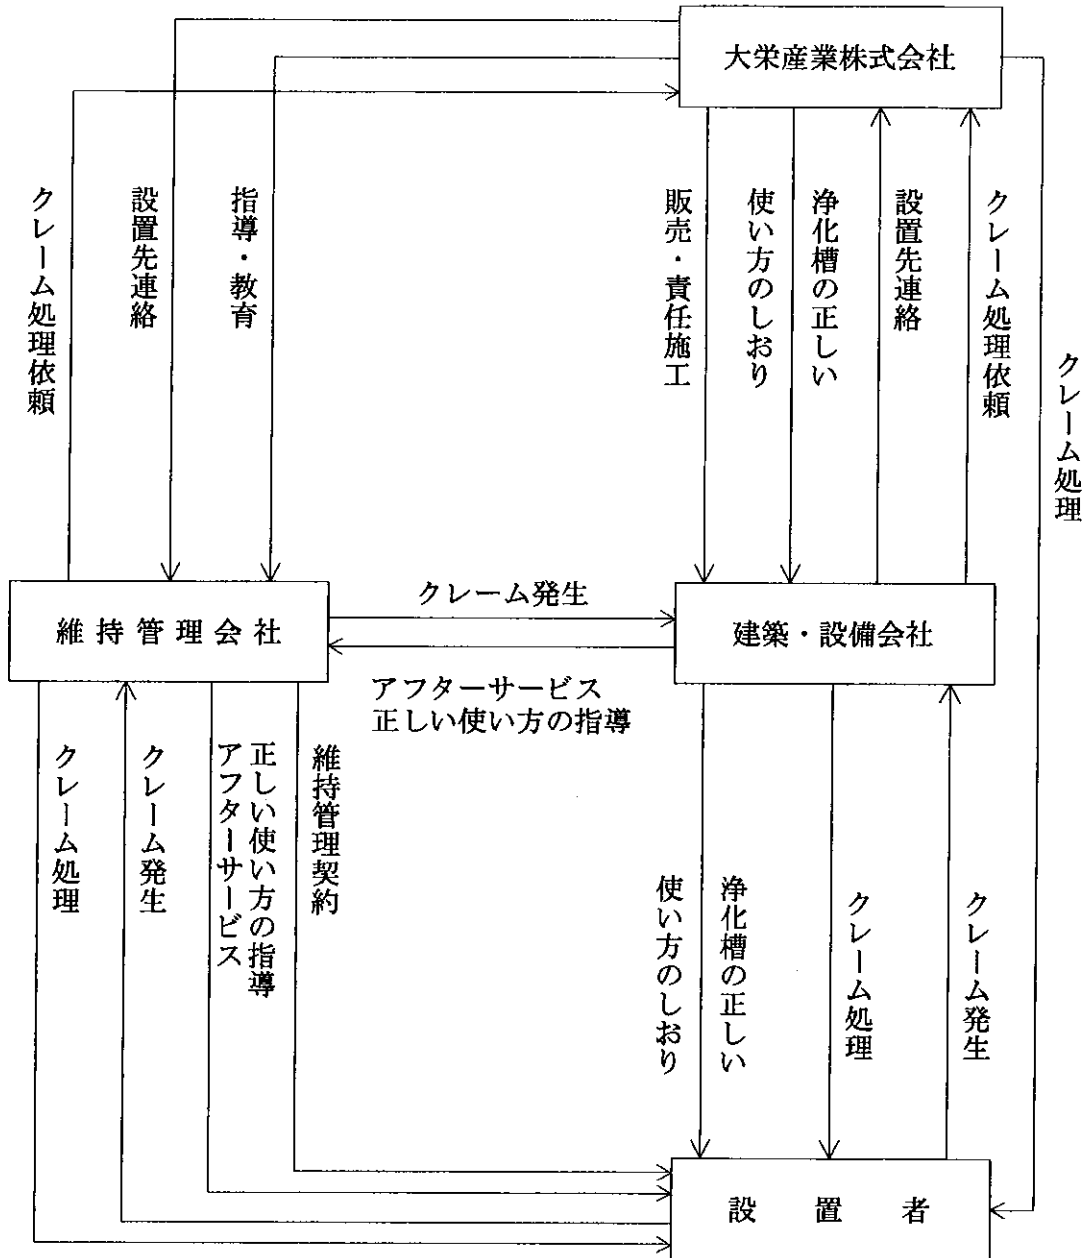 大栄産業株式会社
クレーム処理依頼
設置先連絡
指導・教育
販売・責任施工
浄化槽の正しい
使い方のしおり
設置先連絡
クレーム処理依頼
クレーム処理
維持管理会社
クレーム発生
建築・設備会社
アフターサービス
正しい使い方の指導
クレーム処理
クレーム発生
正しい使い方の指導
アフターサービス
維持管理契約
浄化槽の正しい
使い方のしおり
クレーム処理
クレーム発生
設置者